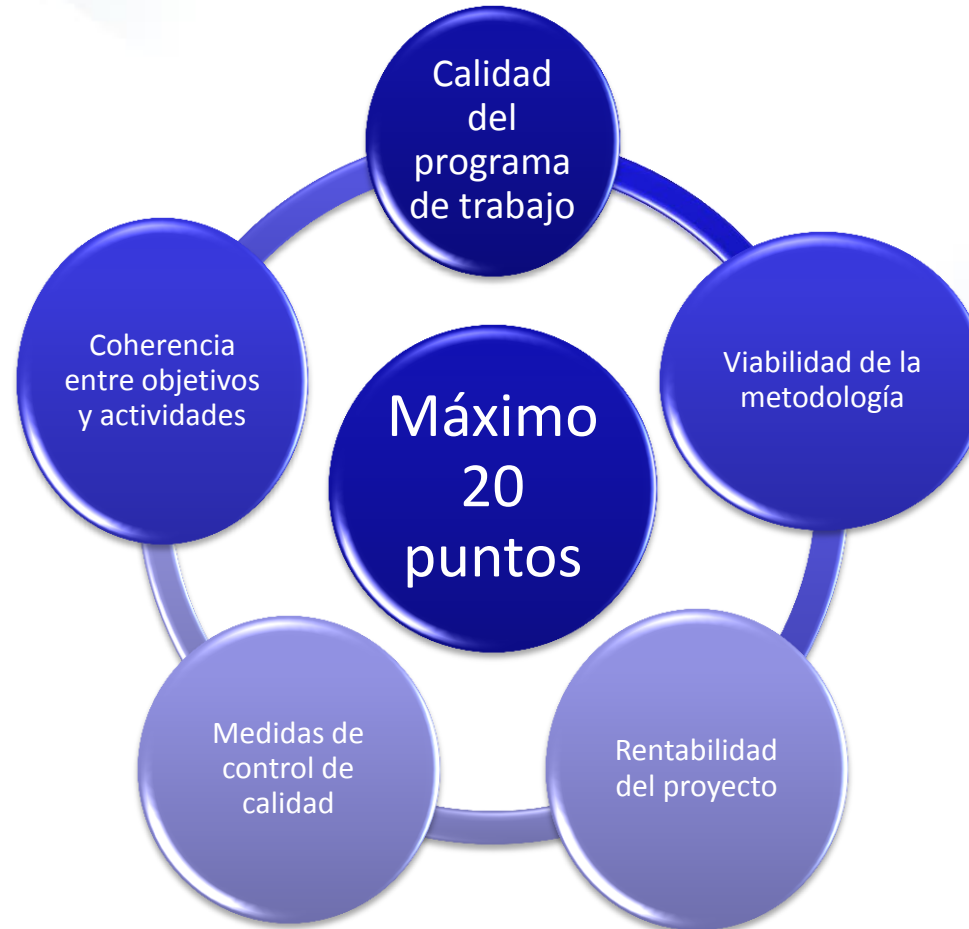 Calidad
del
programa
de trabajo
Viabilidad de la
metodología
Rentabilidad
del proyecto
Medidas de
control de
calidad
Coherencia
entre objetivos
y actividades
Máximo
20
puntos